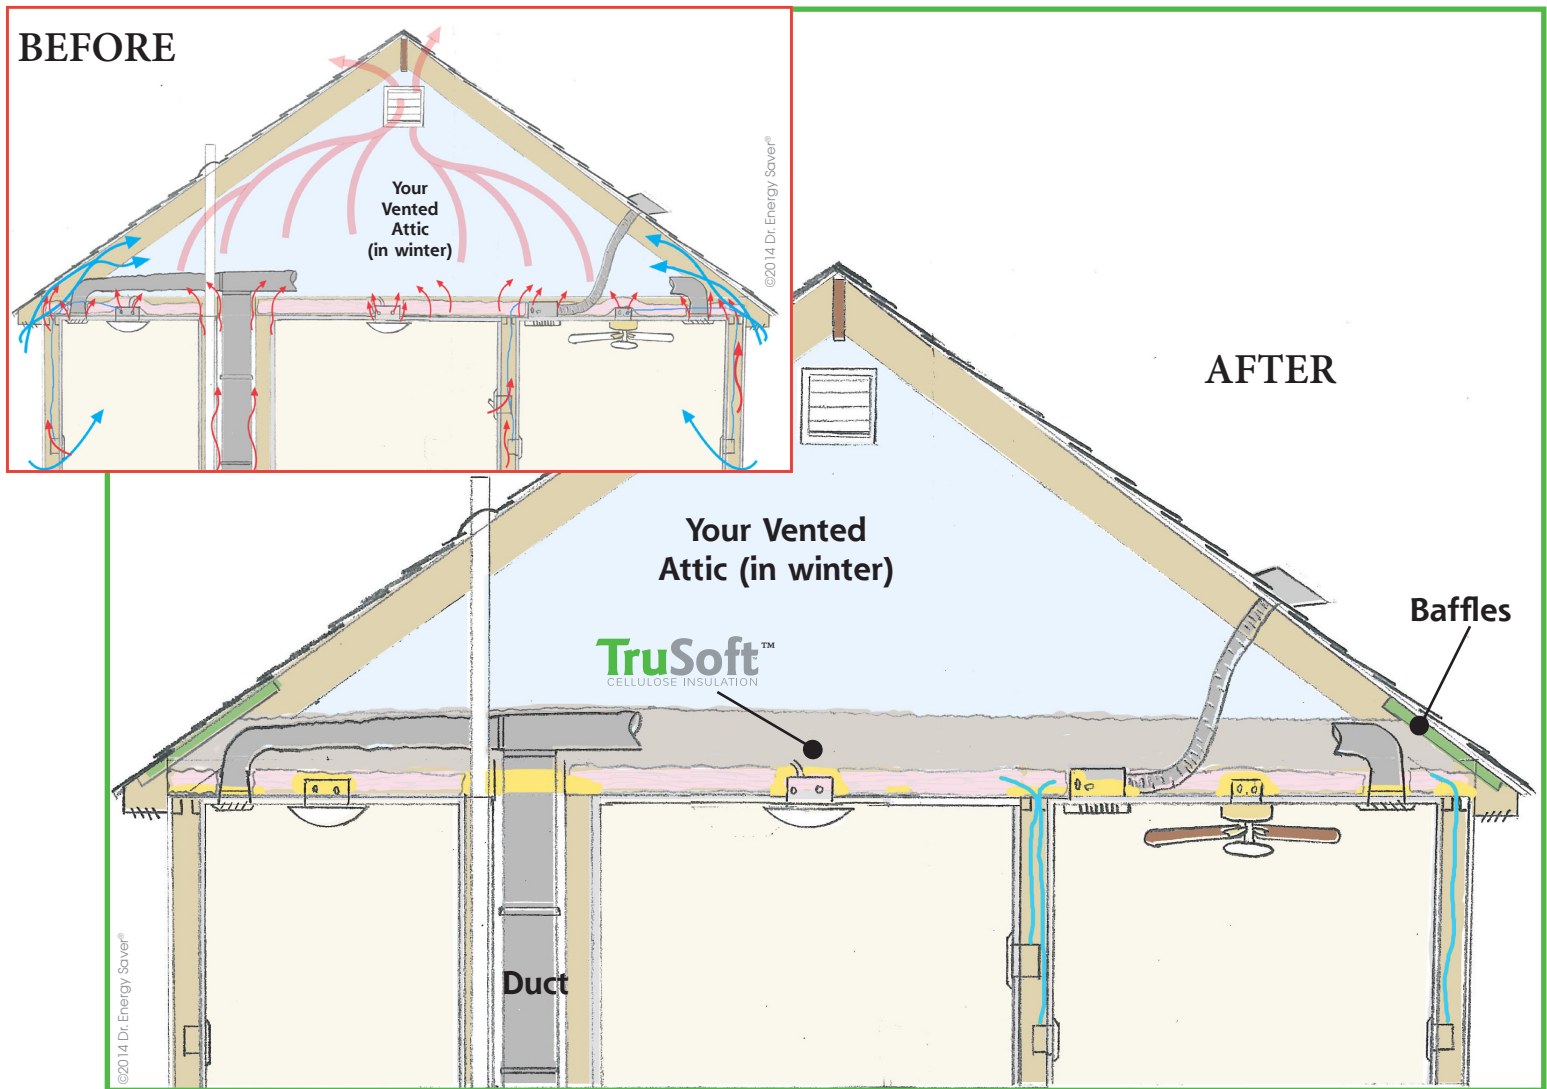 BEFORE
Your
Vented
Attic
(in winter)
©2014 Dr. Energy Saver®
AFTER
Your Vented
Attic (in winter)
Baffles
TruSoft™
CELLULOSE INSULATION
Duct
©2014 Dr. Energy Saver®